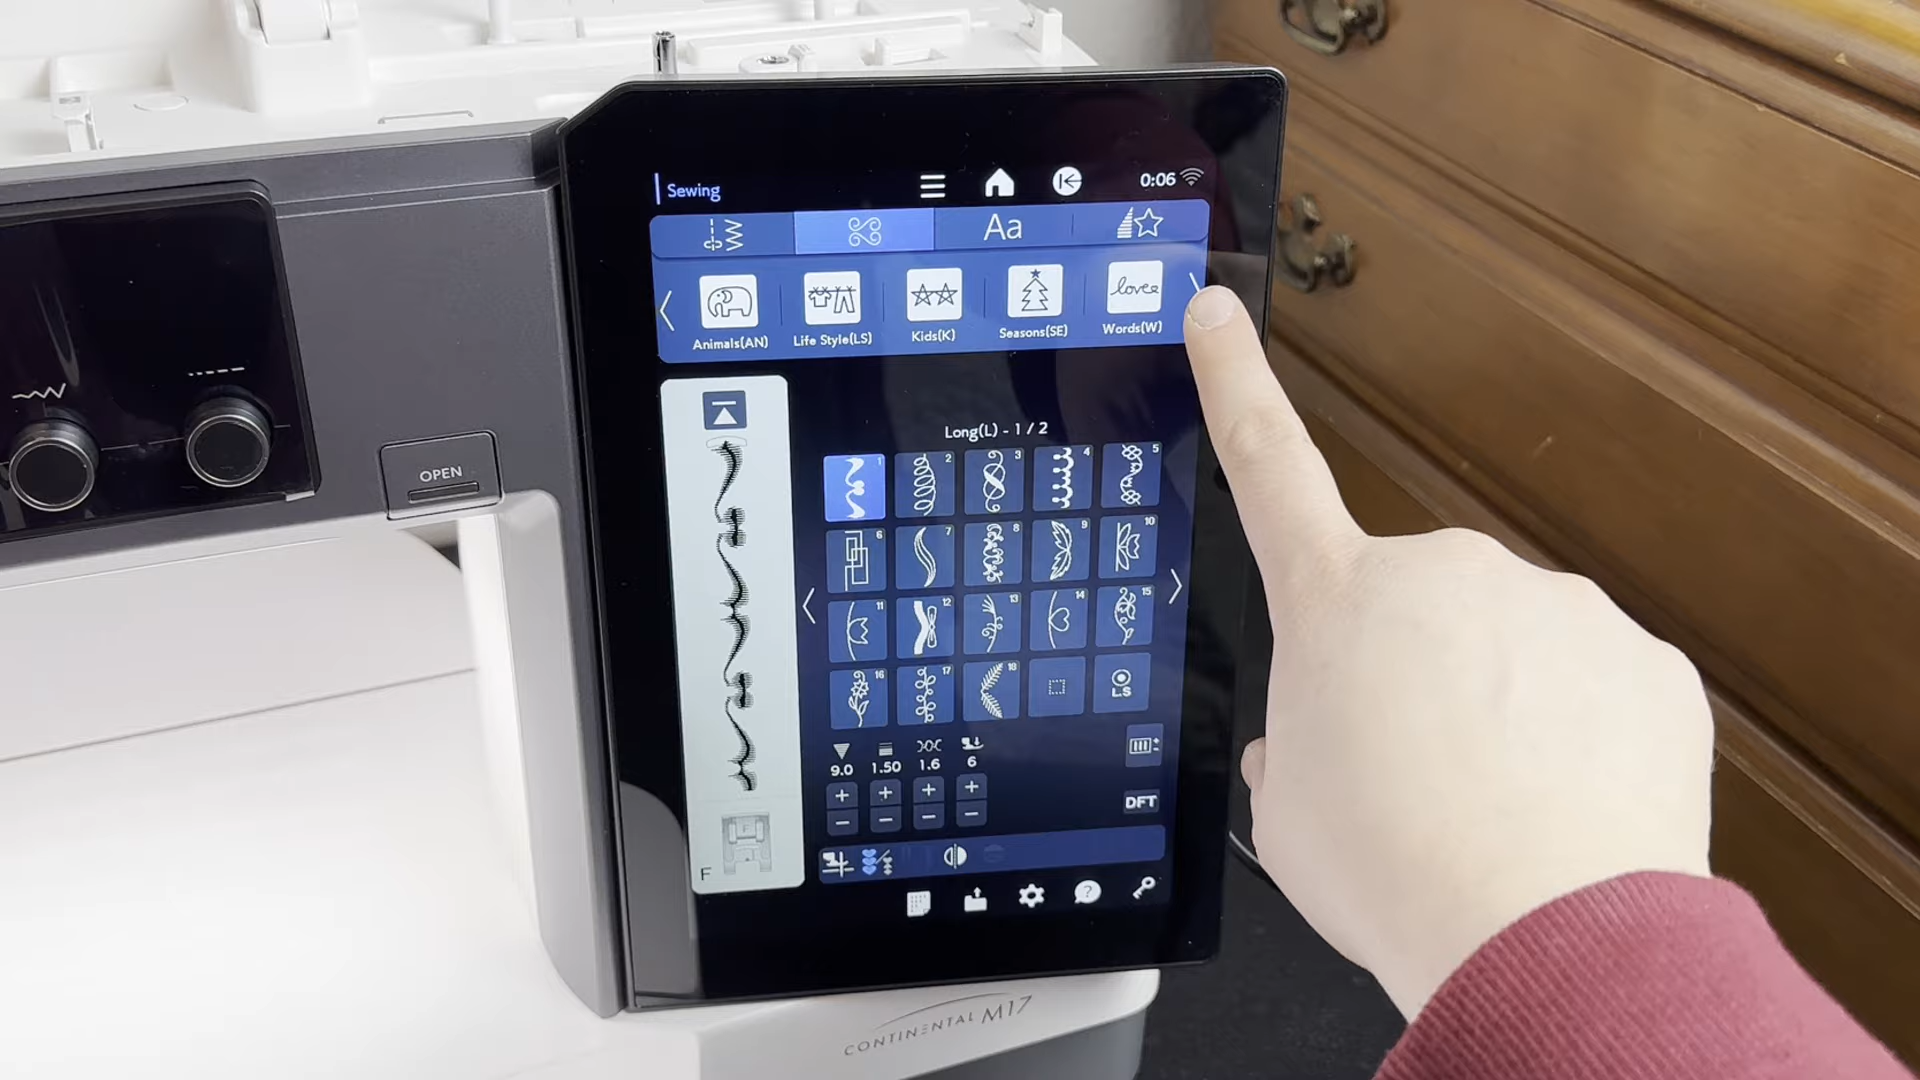 Sewing
0:06
Aa
love
Animals(AN)
Life Style(LS)
Kids(K)
Seasons(SE)
Words(W)
Long(L) - 1 / 2
1 2 3 4 5
6 7 8 9 10
11 12 13 14 15
16 17 18
LS
9.0 1.50 1.6 6
+ + + +
− − − −
DFT
F
?
OPEN
CONTINENTAL M17